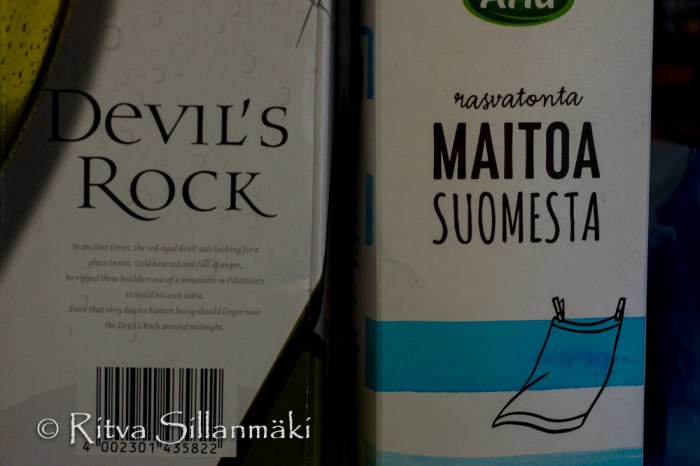 Devil's
Rock
In ancient times, the red-eyed devil was looking for a
place to rest. Cold hearted and full of anger,
he ripped three boulders out of a mountain in Palatinate
to build his own table.
Since that very day no human being should linger near
the Devil's Rock around midnight.
4 002301 435822
Arla
rasvatonta
MAITOA
SUOMESTA
© Ritva Sillanmäki